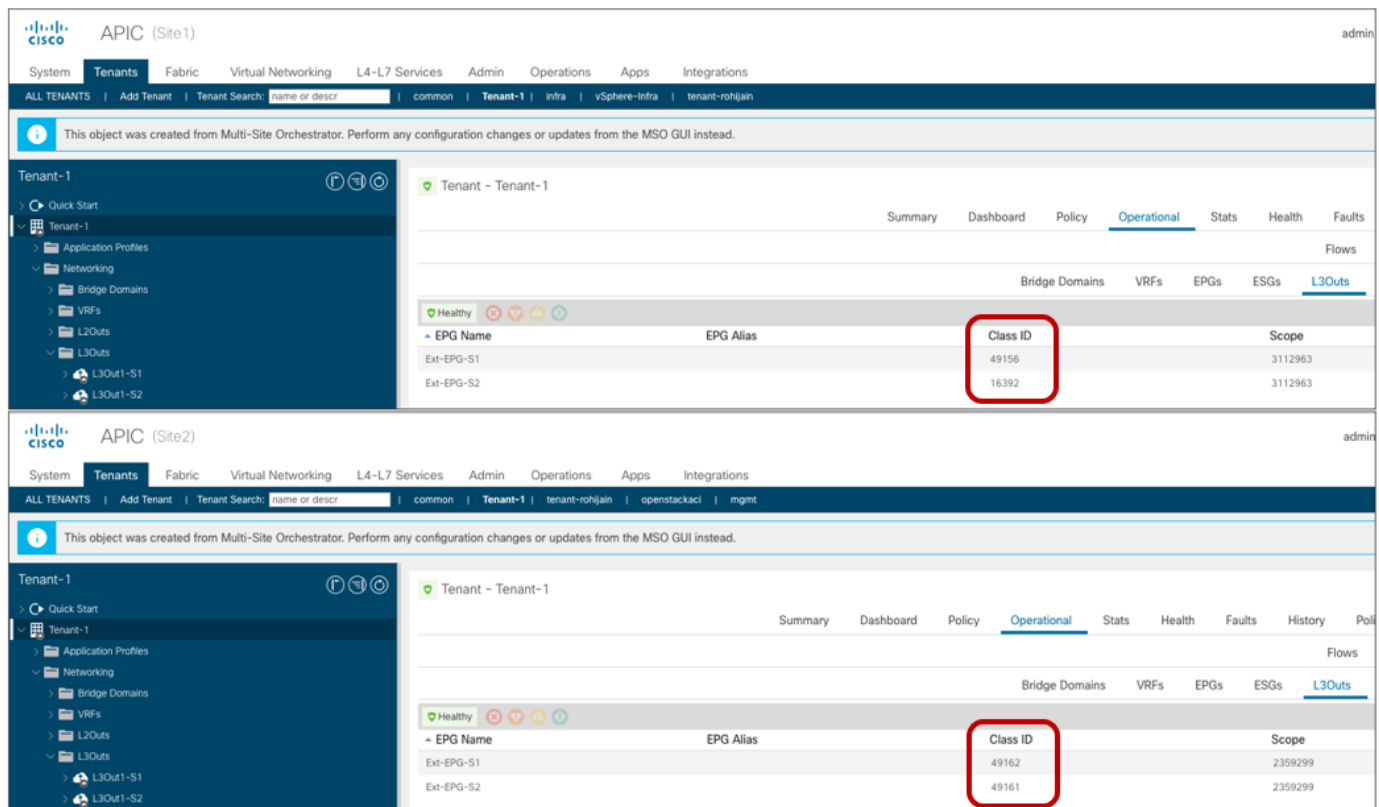 cisco APIC (Site1) admin
System Tenants Fabric Virtual Networking L4-L7 Services Admin Operations Apps Integrations
ALL TENANTS | Add Tenant | Tenant Search: name or descr | common | Tenant-1 | infra | vSphere-Infra | tenant-rohijain
This object was created from Multi-Site Orchestrator. Perform any configuration changes or updates from the MSO GUI instead.
Tenant-1
Tenant - Tenant-1
Quick Start
Summary Dashboard Policy Operational Stats Health Faults
Tenant-1
Application Profiles
Flows
Networking
Bridge Domains
Bridge Domains VRFs EPGs ESGs L3Outs
VRFs
Healthy
L2Outs
EPG Name EPG Alias Class ID Scope
L3Outs
Ext-EPG-S1 49156 3112963
L3Out1-S1
Ext-EPG-S2 16392 3112963
L3Out1-S2
cisco APIC (Site2) admin
System Tenants Fabric Virtual Networking L4-L7 Services Admin Operations Apps Integrations
ALL TENANTS | Add Tenant | Tenant Search: name or descr | common | Tenant-1 | tenant-rohijain | openstackaci | mgmt
This object was created from Multi-Site Orchestrator. Perform any configuration changes or updates from the MSO GUI instead.
Tenant-1
Tenant - Tenant-1
Quick Start
Summary Dashboard Policy Operational Stats Health Faults History Poli
Tenant-1
Application Profiles
Flows
Networking
Bridge Domains
Bridge Domains VRFs EPGs ESGs L3Outs
VRFs
Healthy
L2Outs
EPG Name EPG Alias Class ID Scope
L3Outs
Ext-EPG-S1 49162 2359299
L3Out1-S1
Ext-EPG-S2 49161 2359299
L3Out1-S2